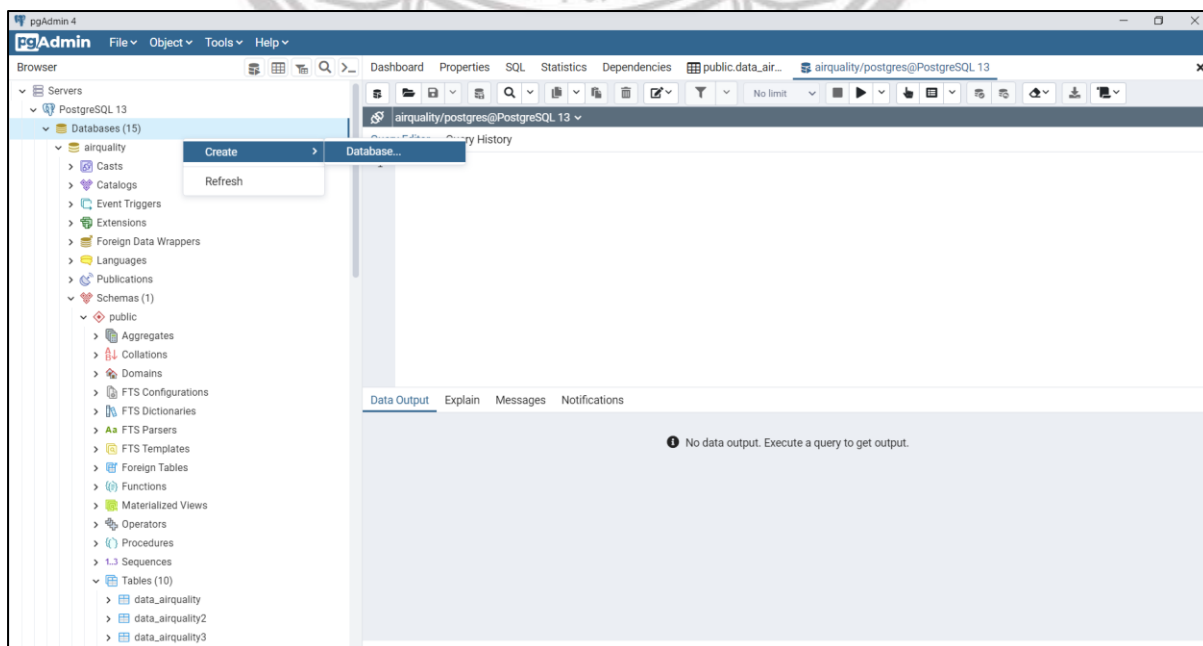 pgAdmin 4
pgAdmin File Object Tools Help
Browser
Dashboard Properties SQL Statistics Dependencies public.data_air... airquality/postgres@PostgreSQL 13
Servers
No limit
PostgreSQL 13
airquality/postgres@PostgreSQL 13
Databases (15)
Query Editor Query History
airquality
Create
Database...
1
Casts
Catalogs
Refresh
Event Triggers
Extensions
Foreign Data Wrappers
Languages
Publications
Schemas (1)
public
Aggregates
Collations
Domains
FTS Configurations
Data Output Explain Messages Notifications
FTS Dictionaries
Aa FTS Parsers
No data output. Execute a query to get output.
FTS Templates
Foreign Tables
Functions
Materialized Views
Operators
Procedures
1..3 Sequences
Tables (10)
data_airquality
data_airquality2
data_airquality3